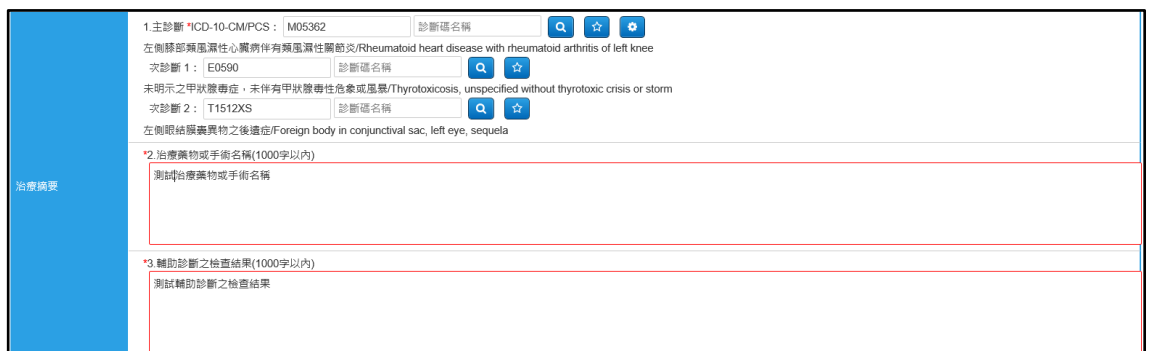 1.主診斷 *ICD-10-CM/PCS： M05362 診斷碼名稱
左側膝部類風濕性心臟病伴有類風濕性關節炎/Rheumatoid heart disease with rheumatoid arthritis of left knee
次診斷 1： E0590 診斷碼名稱
未明示之甲狀腺毒症，未伴有甲狀腺毒性危象或風暴/Thyrotoxicosis, unspecified without thyrotoxic crisis or storm
次診斷 2： T1512XS 診斷碼名稱
左側眼結膜囊異物之後遺症/Foreign body in conjunctival sac, left eye, sequela
*2.治療藥物或手術名稱(1000字以內)
測試治療藥物或手術名稱
治療摘要
*3.輔助診斷之檢查結果(1000字以內)
測試輔助診斷之檢查結果